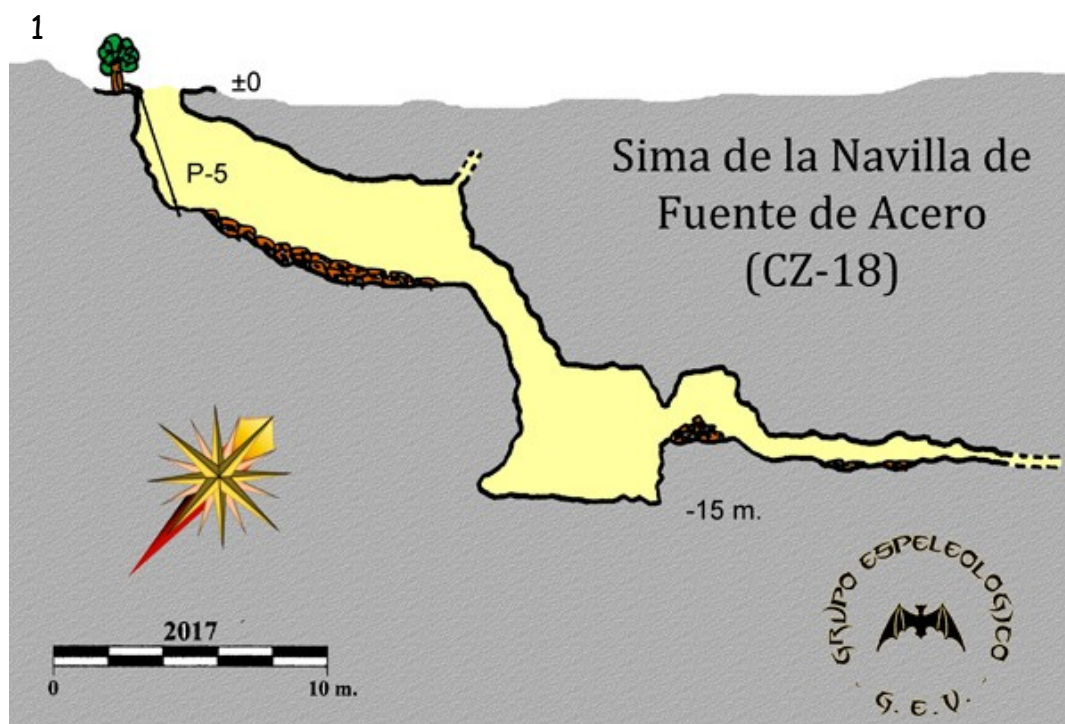 1
±0
P-5
Sima de la Navilla de
Fuente de Acero
(CZ-18)
-15 m.
2017
0 10 m.
GRUPO ESPELEOLOGICO
G. E. V.